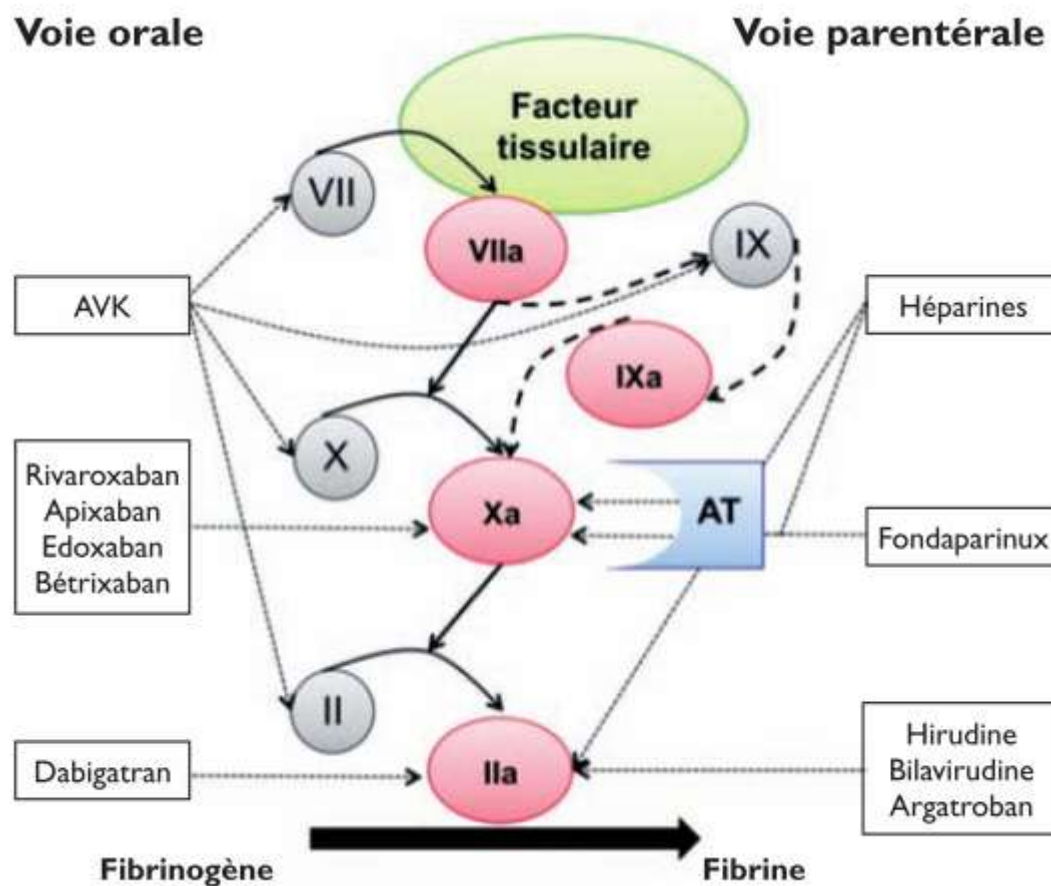 Voie orale
Voie parentérale
Facteur
tissulaire
VII
VIIa
IX
AVK
Héparines
IXa
X
Rivaroxaban
Apixaban
Edoxaban
Bétrixaban
Xa
AT
Fondaparinux
II
Dabigatran
IIa
Hirudine
Bilavirudine
Argatroban
Fibrinogène
Fibrine